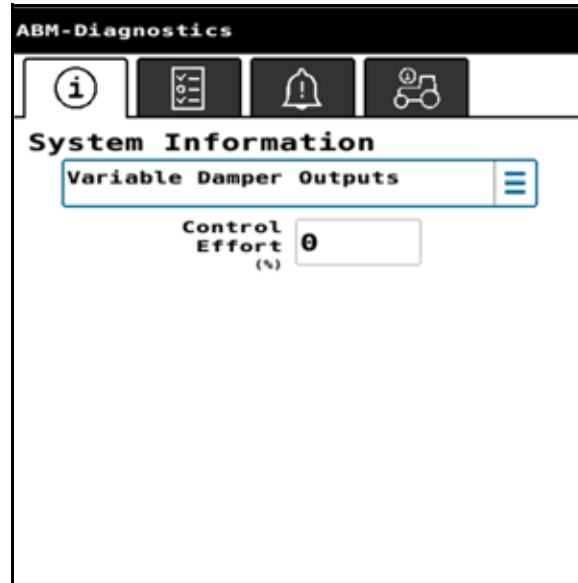 ABM-Diagnostics
System Information
Variable Damper Outputs
Control
Effort
(%)
0